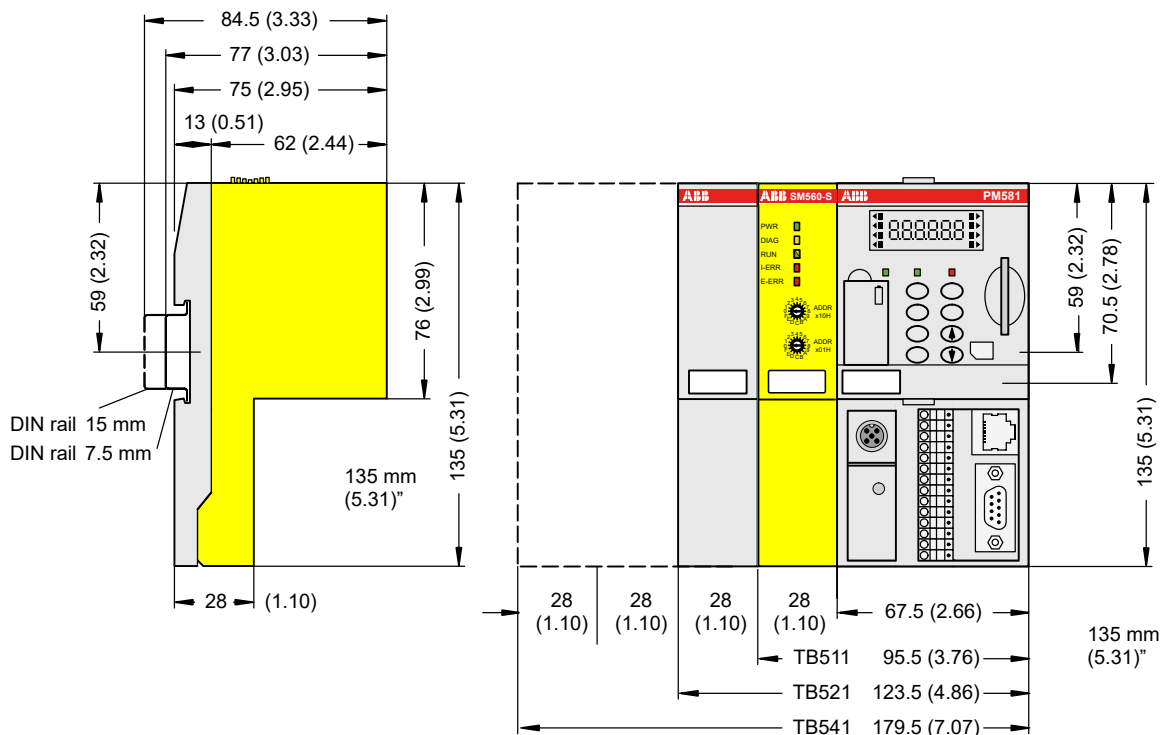 84.5 (3.33)
77 (3.03)
75 (2.95)
13 (0.51)
62 (2.44)
59 (2.32)
76 (2.99)
135 (5.31)
DIN rail 15 mm
DIN rail 7.5 mm
135 mm
(5.31)”
28 (1.10)
ABB
ABB SM560-S
ABB PM581
PWR
DIAG
RUN
I-ERR
E-ERR
ADDR
x10H
ADDR
x01H
59 (2.32)
70.5 (2.78)
135 (5.31)
28
(1.10)
28
(1.10)
28
(1.10)
28
(1.10)
67.5 (2.66)
TB511 95.5 (3.76)
TB521 123.5 (4.86)
TB541 179.5 (7.07)
135 mm
(5.31)”